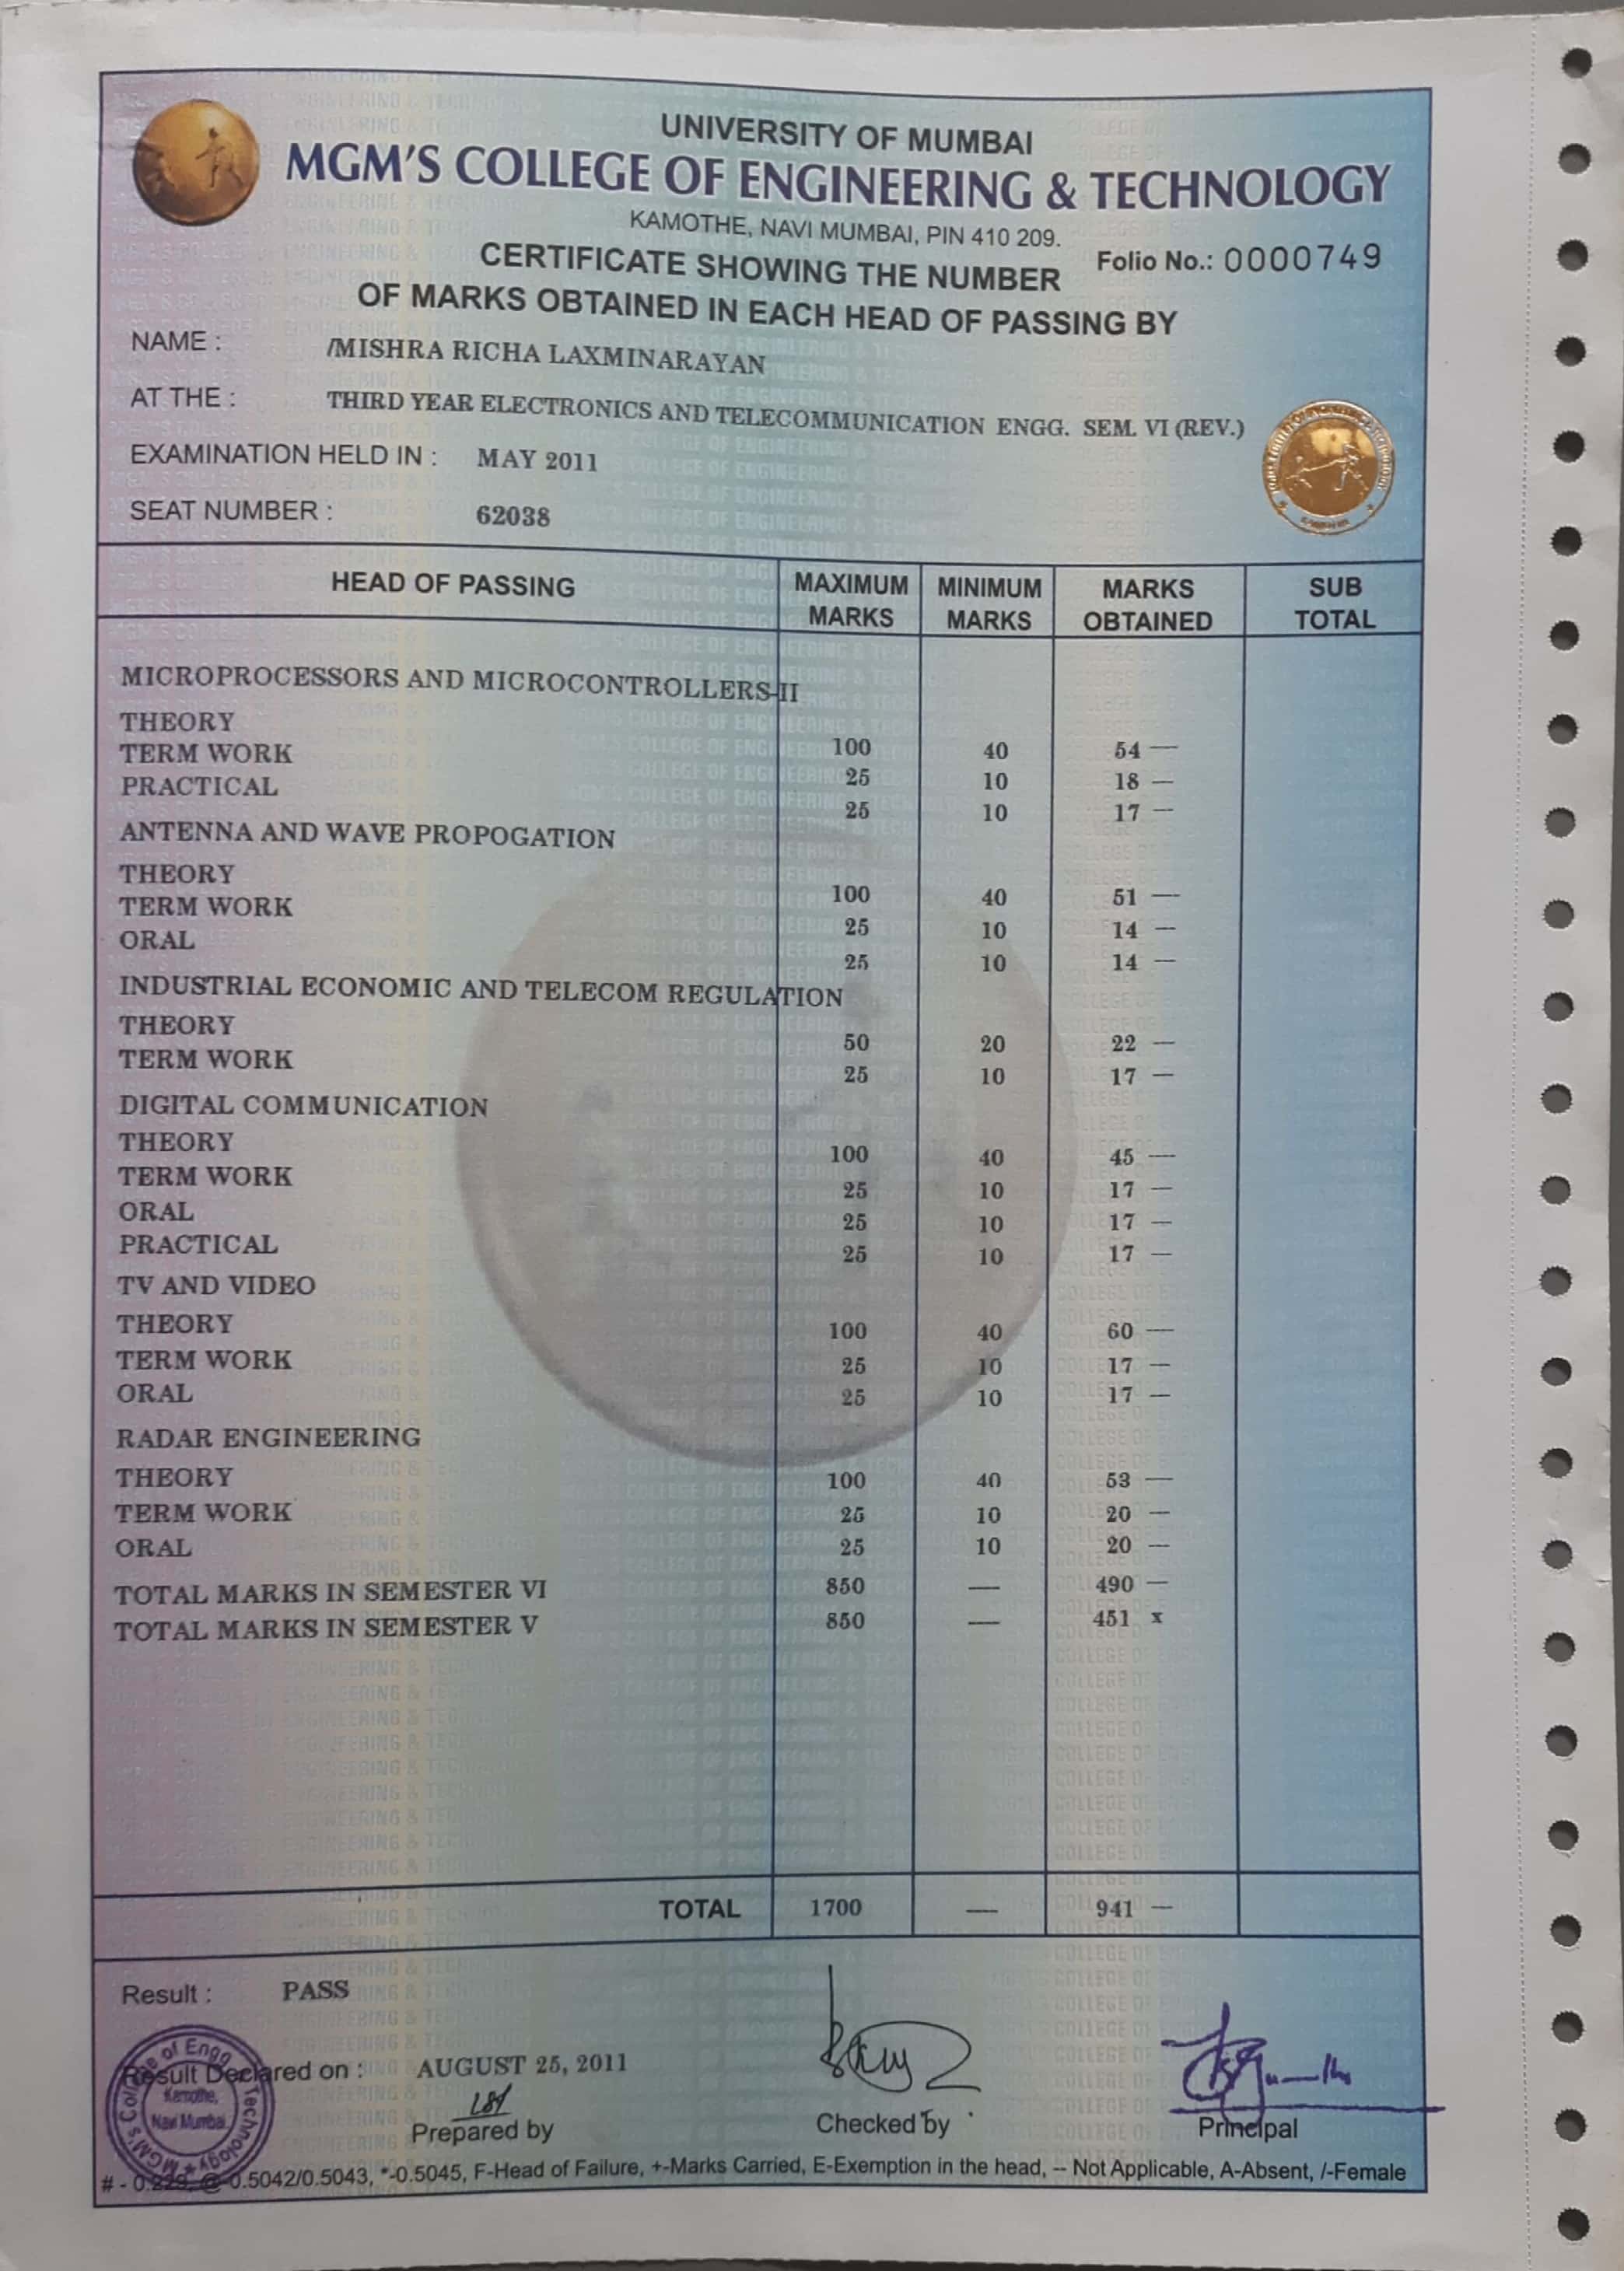 UNIVERSITY OF MUMBAI
MGM'S COLLEGE OF ENGINEERING & TECHNOLOGY
KAMOTHE, NAVI MUMBAI, PIN 410 209.
CERTIFICATE SHOWING THE NUMBER Folio No.: 0000749
OF MARKS OBTAINED IN EACH HEAD OF PASSING BY
NAME : /MISHRA RICHA LAXMINARAYAN
AT THE : THIRD YEAR ELECTRONICS AND TELECOMMUNICATION ENGG. SEM. VI (REV.)
EXAMINATION HELD IN : MAY 2011
SEAT NUMBER : 62038
HEAD OF PASSING MAXIMUM MARKS MINIMUM MARKS MARKS OBTAINED SUB TOTAL
MICROPROCESSORS AND MICROCONTROLLERS-II
THEORY 100 40 54 —
TERM WORK 25 10 18 —
PRACTICAL 25 10 17 —
ANTENNA AND WAVE PROPOGATION
THEORY 100 40 51 —
TERM WORK 25 10 14 —
ORAL 25 10 14 —
INDUSTRIAL ECONOMIC AND TELECOM REGULATION
THEORY 50 20 22 —
TERM WORK 25 10 17 —
DIGITAL COMMUNICATION
THEORY 100 40 45 —
TERM WORK 25 10 17 —
ORAL 25 10 17 —
PRACTICAL 25 10 17 —
TV AND VIDEO
THEORY 100 40 60 —
TERM WORK 25 10 17 —
ORAL 25 10 17 —
RADAR ENGINEERING
THEORY 100 40 53 —
TERM WORK 25 10 20 —
ORAL 25 10 20 —
TOTAL MARKS IN SEMESTER VI 850 — 490 —
TOTAL MARKS IN SEMESTER V 850 — 451 x
TOTAL 1700 — 941 —
Result : PASS
Result Declared on : AUGUST 25, 2011
Prepared by Checked by Principal
MGM's College of Engg Technology
Kamothe,
Navi Mumbai
# - 0.229, @-0.5042/0.5043, *-0.5045, F-Head of Failure, +-Marks Carried, E-Exemption in the head, -- Not Applicable, A-Absent, /-Female